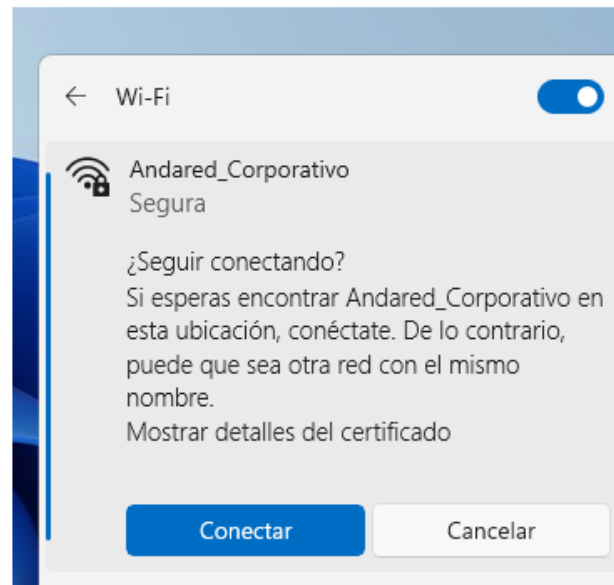 Wi-Fi
Andared_Corporativo
Segura
¿Seguir conectando?
Si esperas encontrar Andared_Corporativo en
esta ubicación, conéctate. De lo contrario,
puede que sea otra red con el mismo
nombre.
Mostrar detalles del certificado
Conectar
Cancelar